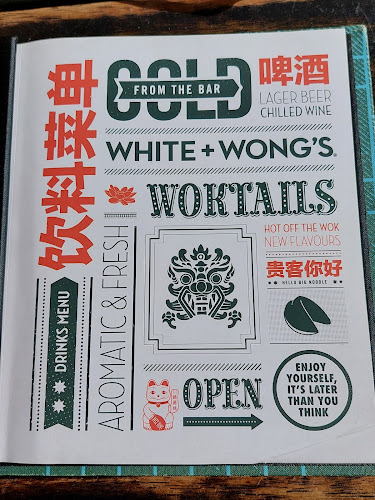 饮料菜单
COLD
FROM THE BAR
啤酒
LAGER BEER
CHILLED WINE
WHITE + WONG'S®
WOKTAILS
HOT OFF THE WOK
NEW FLAVOURS
贵客你好
HELLO BIG NOODLE
DRINKS MENU
AROMATIC & FRESH
OPEN
ENJOY
YOURSELF,
IT'S LATER
THAN YOU
THINK